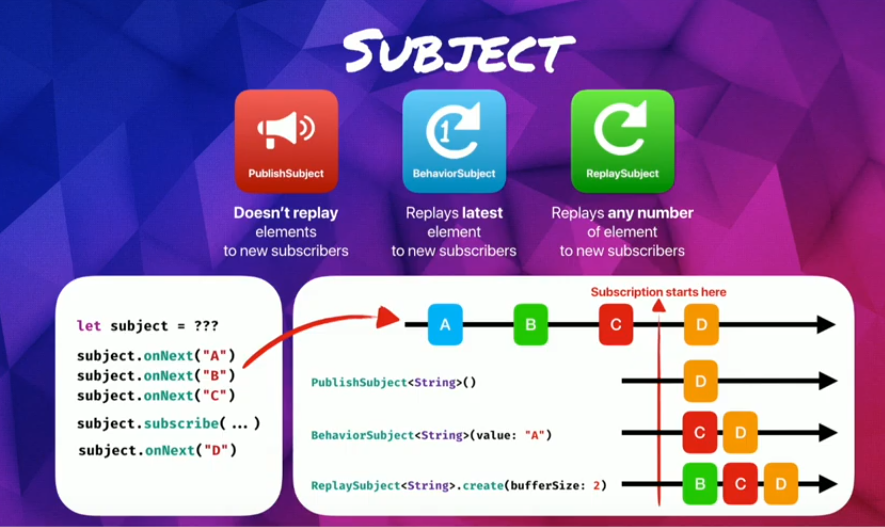 SUBJECT
PublishSubject
1
BehaviorSubject
ReplaySubject
Doesn't replay
elements
to new subscribers
Replays latest
element
to new subscribers
Replays any number
of element
to new subscribers
let subject = ???
subject.onNext("A")
subject.onNext("B")
subject.onNext("C")
subject.subscribe(...)
subject.onNext("D")
Subscription starts here
A B C D
PublishSubject<String>()
D
BehaviorSubject<String>(value: "A")
C D
ReplaySubject<String>.create(bufferSize: 2)
B C D